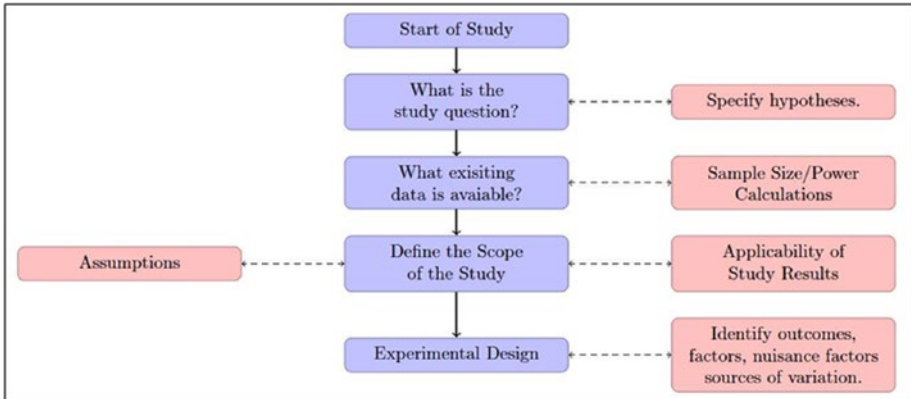 Start of Study
What is the
study question?
Specify hypotheses.
What exisiting
data is avaiable?
Sample Size/Power
Calculations
Assumptions
Define the Scope
of the Study
Applicability of
Study Results
Experimental Design
Identify outcomes,
factors, nuisance factors
sources of variation.